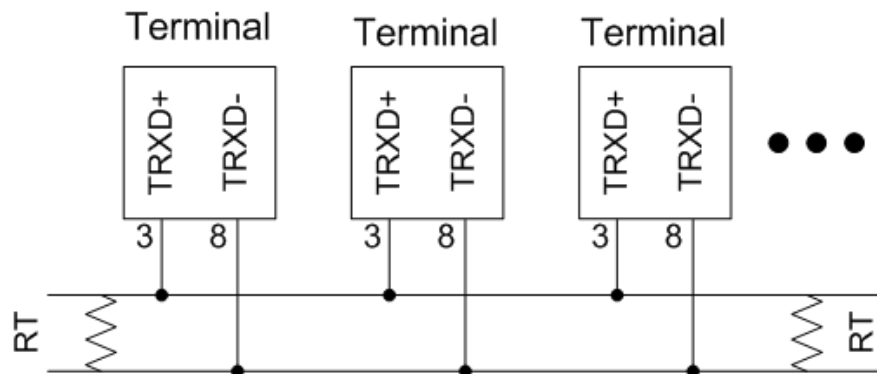 Terminal Terminal Terminal
TRXD+ TRXD- TRXD+ TRXD- TRXD+ TRXD-
3 8 3 8 3 8
RT RT